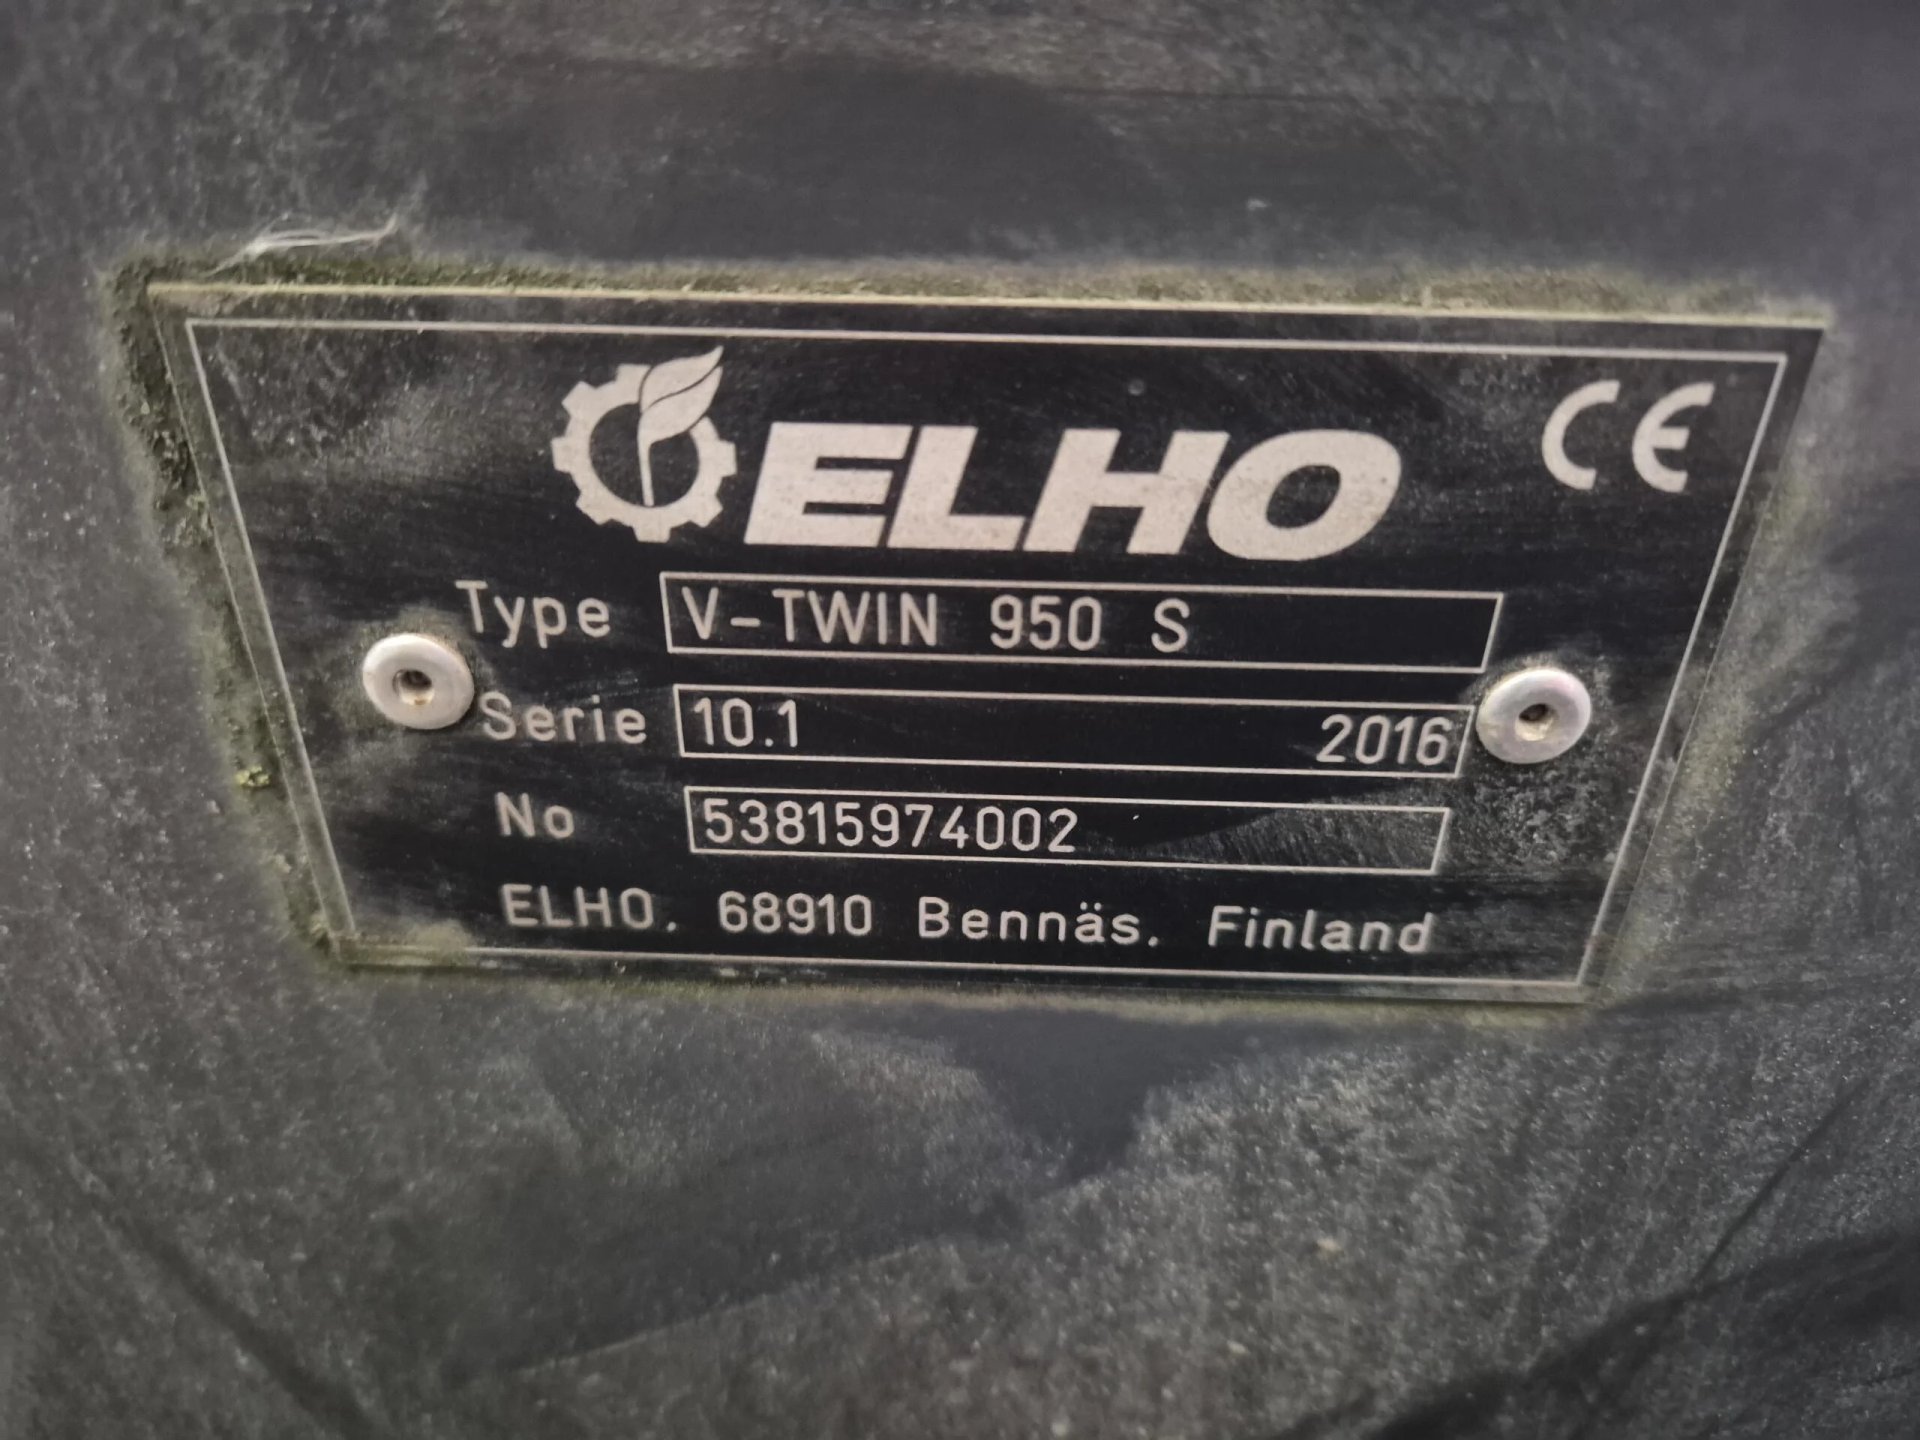 ELHO CE
Type V-TWIN 950 S
Serie 10.1 2016
No 53815974002
ELHO. 68910 Bennäs. Finland